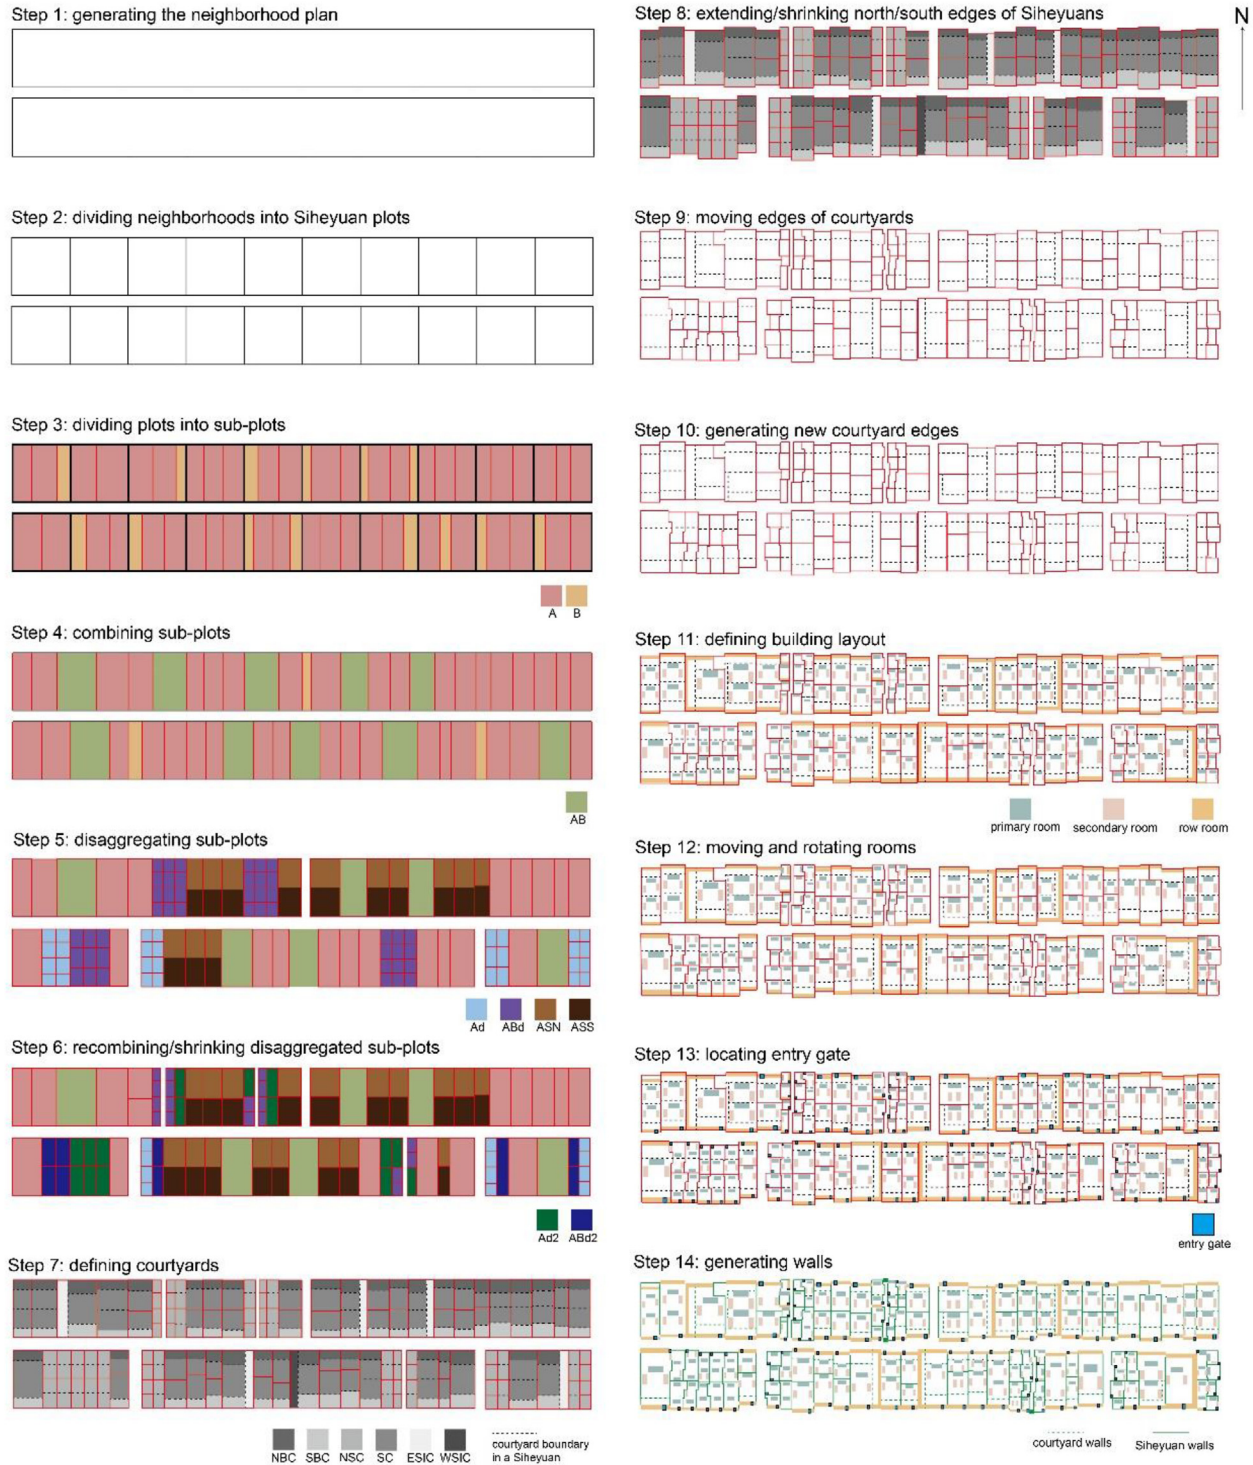 Step 1: generating the neighborhood plan
Step 2: dividing neighborhoods into Siheyuan plots
Step 3: dividing plots into sub-plots
A B
Step 4: combining sub-plots
AB
Step 5: disaggregating sub-plots
Ad ABd ASN ASS
Step 6: recombining/shrinking disaggregated sub-plots
Ad2 ABd2
Step 7: defining courtyards
NBC SBC NSC SC ESIC WSIC
courtyard boundary
in a Siheyuan
Step 8: extending/shrinking north/south edges of Siheyuans
N
Step 9: moving edges of courtyards
Step 10: generating new courtyard edges
Step 11: defining building layout
primary room secondary room row room
Step 12: moving and rotating rooms
Step 13: locating entry gate
entry gate
Step 14: generating walls
courtyard walls Siheyuan walls